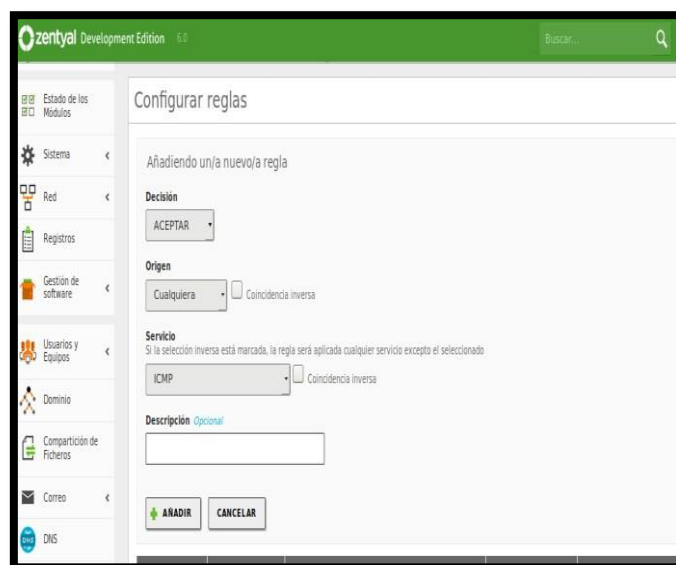 zentyal Development Edition 6.0
Buscar...
Estado de los
Módulos
Sistema
Red
Registros
Gestión de
software
Usuarios y
Equipos
Dominio
Compartición de
Ficheros
Correo
DNS
Configurar reglas
Añadiendo un/a nuevo/a regla
Decisión
ACEPTAR
Origen
Cualquiera
Coincidencia inversa
Servicio
Si la selección inversa está marcada, la regla será aplicada cualquier servicio excepto el seleccionado
ICMP
Coincidencia inversa
Descripción Opcional
AÑADIR
CANCELAR